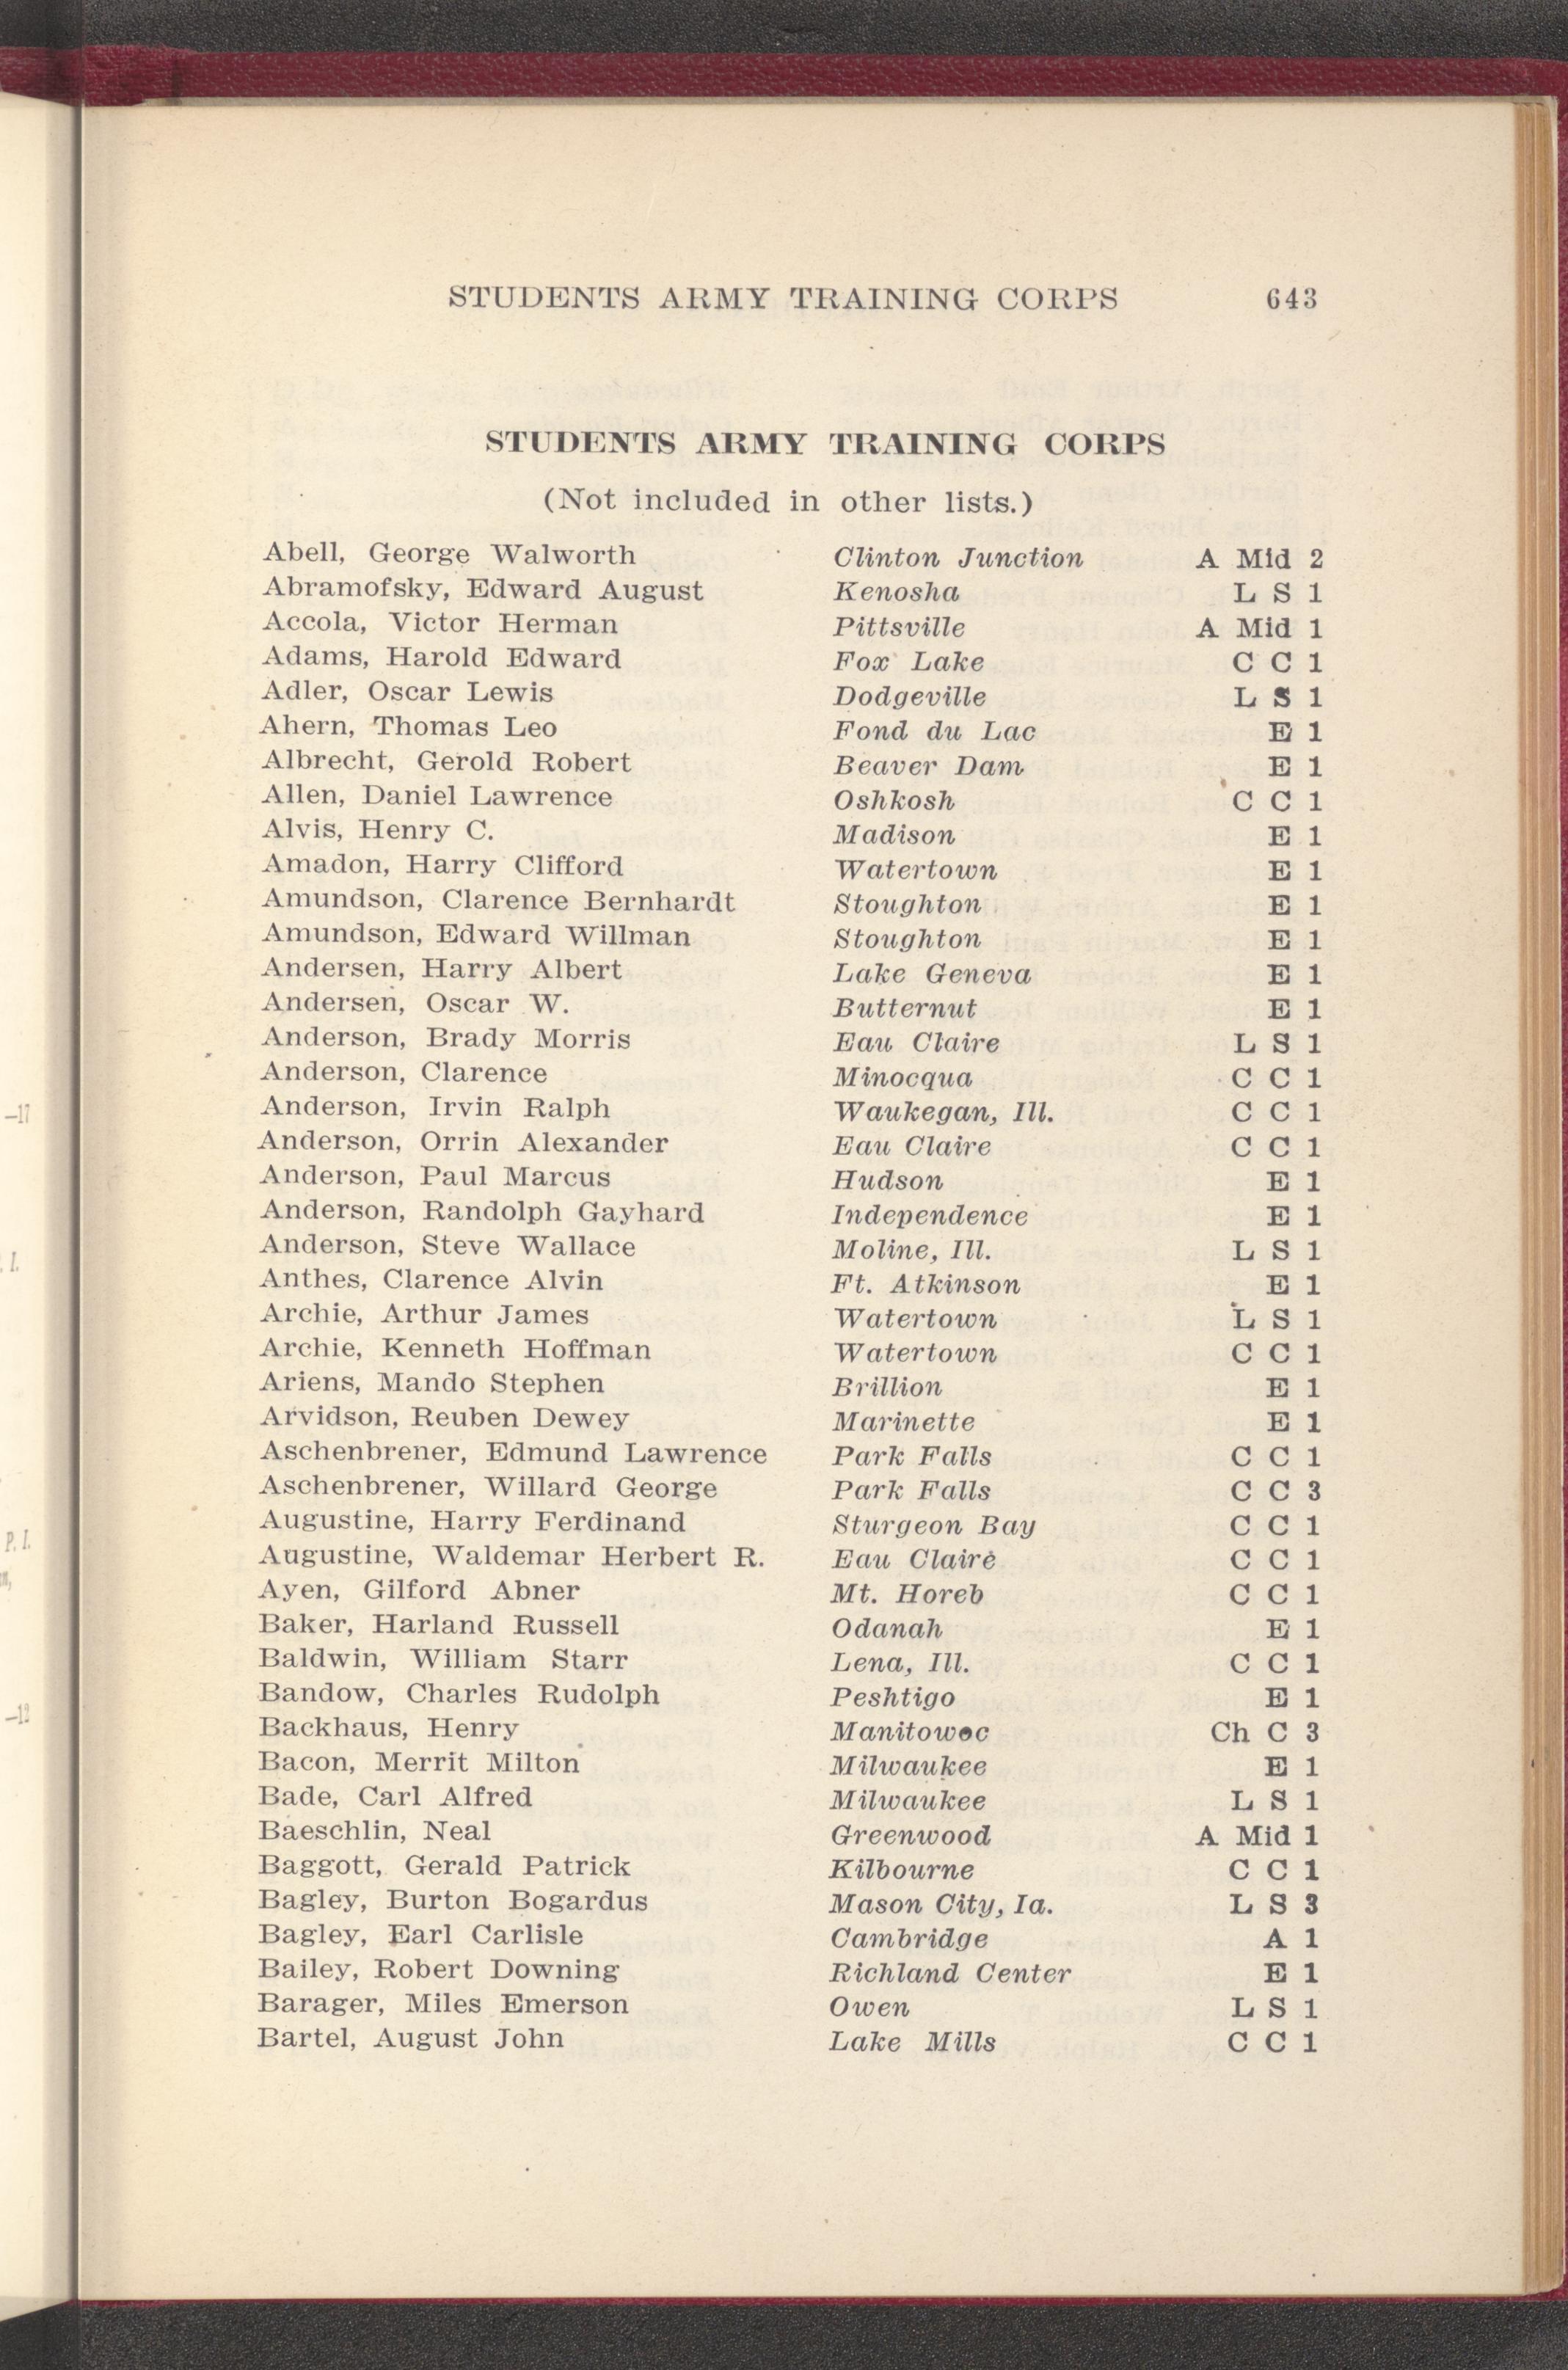 STUDENTS ARMY TRAINING CORPS 643
STUDENTS ARMY TRAINING CORPS
(Not included in other lists.)
Abell, George Walworth Clinton Junction A Mid 2
Abramofsky, Edward August Kenosha L S 1
Accola, Victor Herman Pittsville A Mid 1
Adams, Harold Edward Fox Lake C C 1
Adler, Oscar Lewis Dodgeville L S 1
Ahern, Thomas Leo Fond du Lac E 1
Albrecht, Gerold Robert Beaver Dam E 1
Allen, Daniel Lawrence Oshkosh C C 1
Alvis, Henry C. Madison E 1
Amadon, Harry Clifford Watertown E 1
Amundson, Clarence Bernhardt Stoughton E 1
Amundson, Edward Willman Stoughton E 1
Andersen, Harry Albert Lake Geneva E 1
Andersen, Oscar W. Butternut E 1
Anderson, Brady Morris Eau Claire L S 1
Anderson, Clarence Minocqua C C 1
Anderson, Irvin Ralph Waukegan, Ill. C C 1
Anderson, Orrin Alexander Eau Claire C C 1
Anderson, Paul Marcus Hudson E 1
Anderson, Randolph Gayhard Independence E 1
Anderson, Steve Wallace Moline, Ill. L S 1
Anthes, Clarence Alvin Ft. Atkinson E 1
Archie, Arthur James Watertown L S 1
Archie, Kenneth Hoffman Watertown C C 1
Ariens, Mando Stephen Brillion E 1
Arvidson, Reuben Dewey Marinette E 1
Aschenbrener, Edmund Lawrence Park Falls C C 1
Aschenbrener, Willard George Park Falls C C 3
Augustine, Harry Ferdinand Sturgeon Bay C C 1
Augustine, Waldemar Herbert R. Eau Claire C C 1
Ayen, Gilford Abner Mt. Horeb C C 1
Baker, Harland Russell Odanah E 1
Baldwin, William Starr Lena, Ill. C C 1
Bandow, Charles Rudolph Peshtigo E 1
Backhaus, Henry Manitowoc Ch C 3
Bacon, Merrit Milton Milwaukee E 1
Bade, Carl Alfred Milwaukee L S 1
Baeschlin, Neal Greenwood A Mid 1
Baggott, Gerald Patrick Kilbourne C C 1
Bagley, Burton Bogardus Mason City, Ia. L S 3
Bagley, Earl Carlisle Cambridge A 1
Bailey, Robert Downing Richland Center E 1
Barager, Miles Emerson Owen L S 1
Bartel, August John Lake Mills C C 1